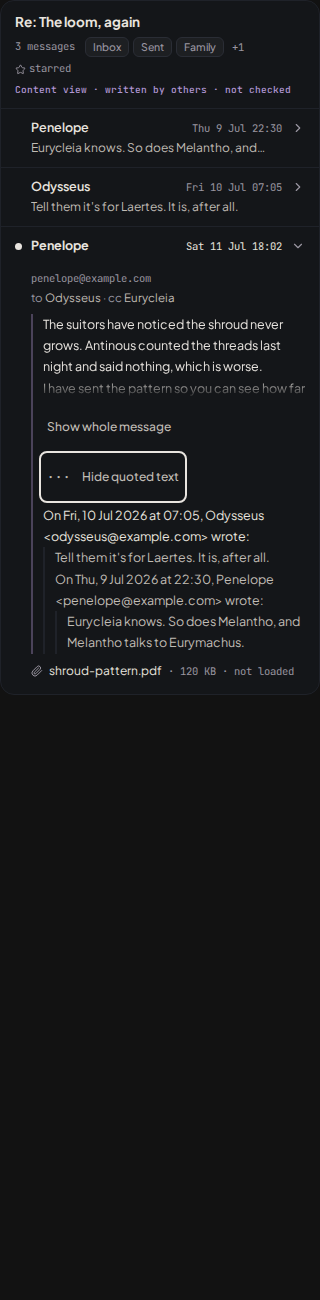 Re: The loom, again
3 messages Inbox Sent Family +1
starred
Content view · written by others · not checked
Penelope Thu 9 Jul 22:30
Eurycleia knows. So does Melantho, and…
Odysseus Fri 10 Jul 07:05
Tell them it's for Laertes. It is, after all.
Penelope Sat 11 Jul 18:02
penelope@example.com
to Odysseus · cc Eurycleia
The suitors have noticed the shroud never
grows. Antinous counted the threads last
night and said nothing, which is worse.
I have sent the pattern so you can see how far
Show whole message
··· Hide quoted text
On Fri, 10 Jul 2026 at 07:05, Odysseus
<odysseus@example.com> wrote:
Tell them it's for Laertes. It is, after all.
On Thu, 9 Jul 2026 at 22:30, Penelope
<penelope@example.com> wrote:
Eurycleia knows. So does Melantho, and
Melantho talks to Eurymachus.
shroud-pattern.pdf · 120 KB · not loaded